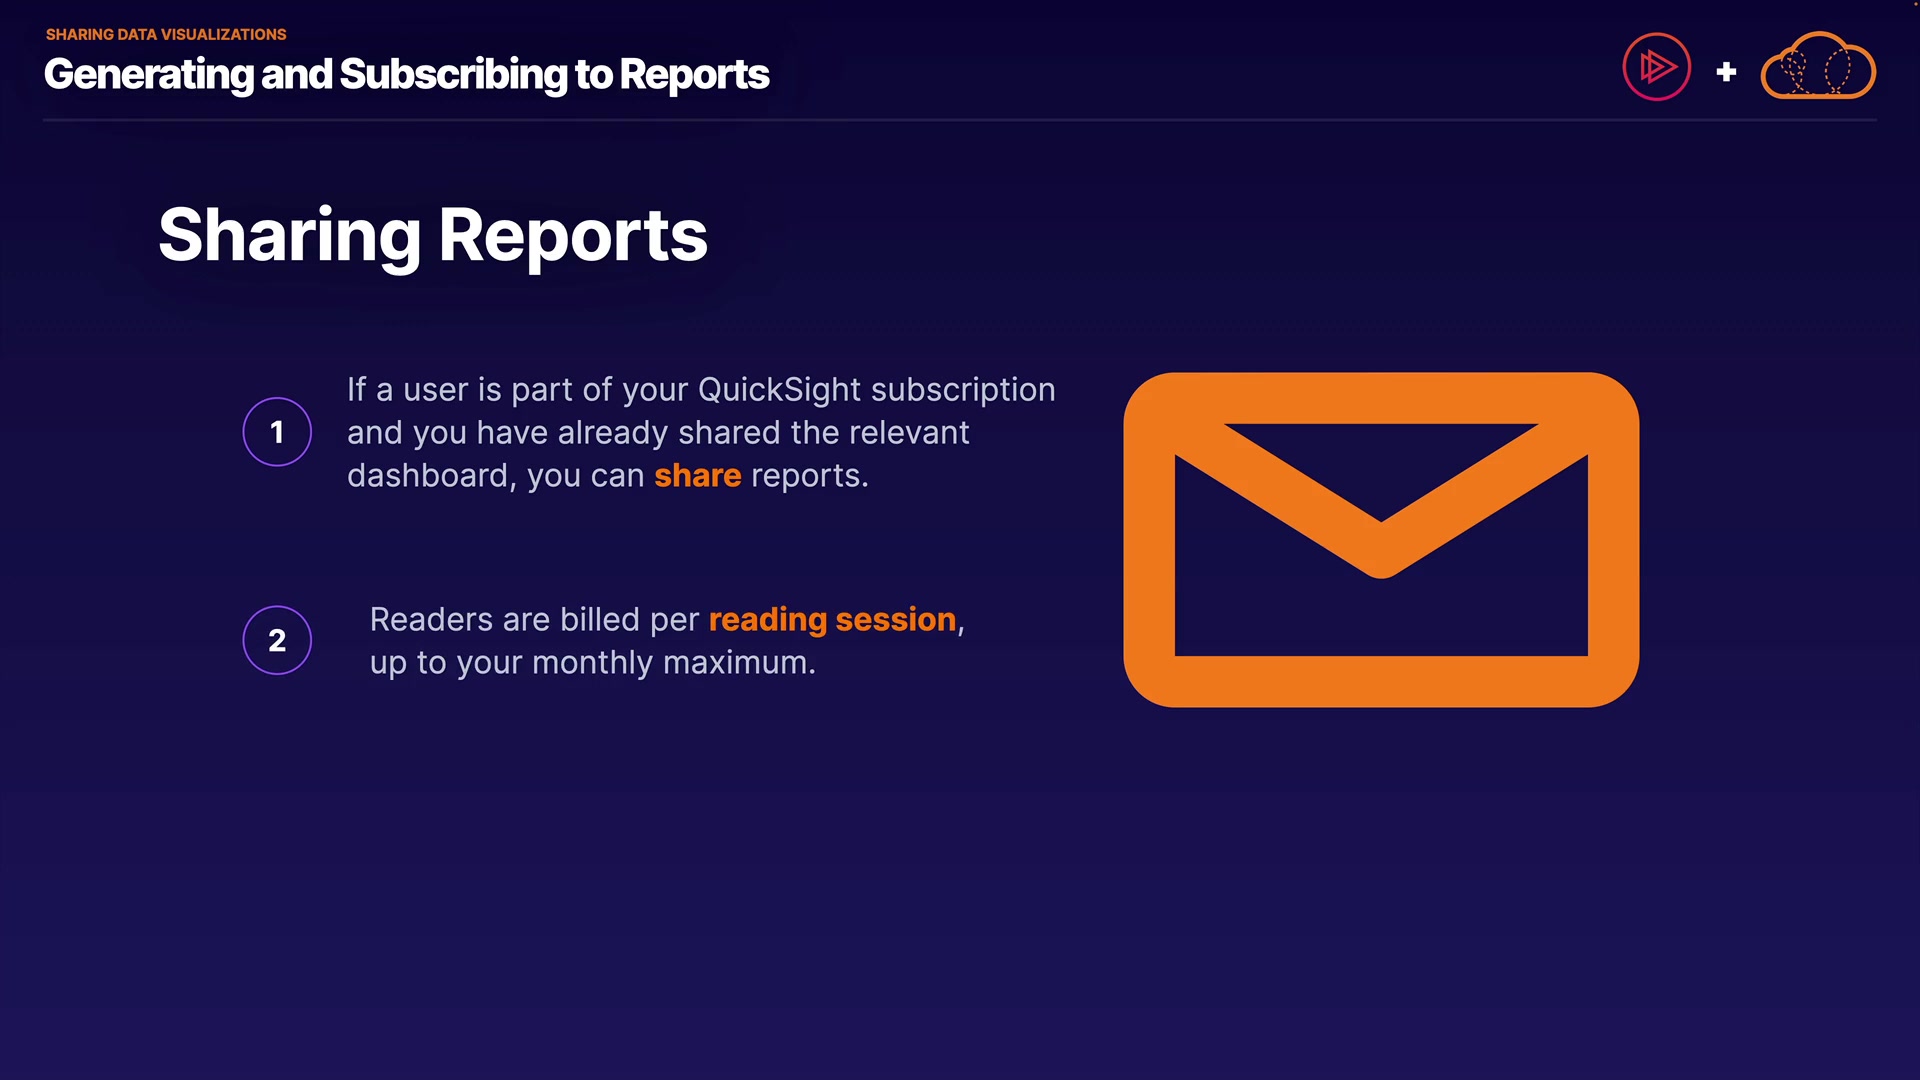 SHARING DATA VISUALIZATIONS
Generating and Subscribing to Reports
Sharing Reports
1
If a user is part of your QuickSight subscription
and you have already shared the relevant
dashboard, you can share reports.
2
Readers are billed per reading session,
up to your monthly maximum.